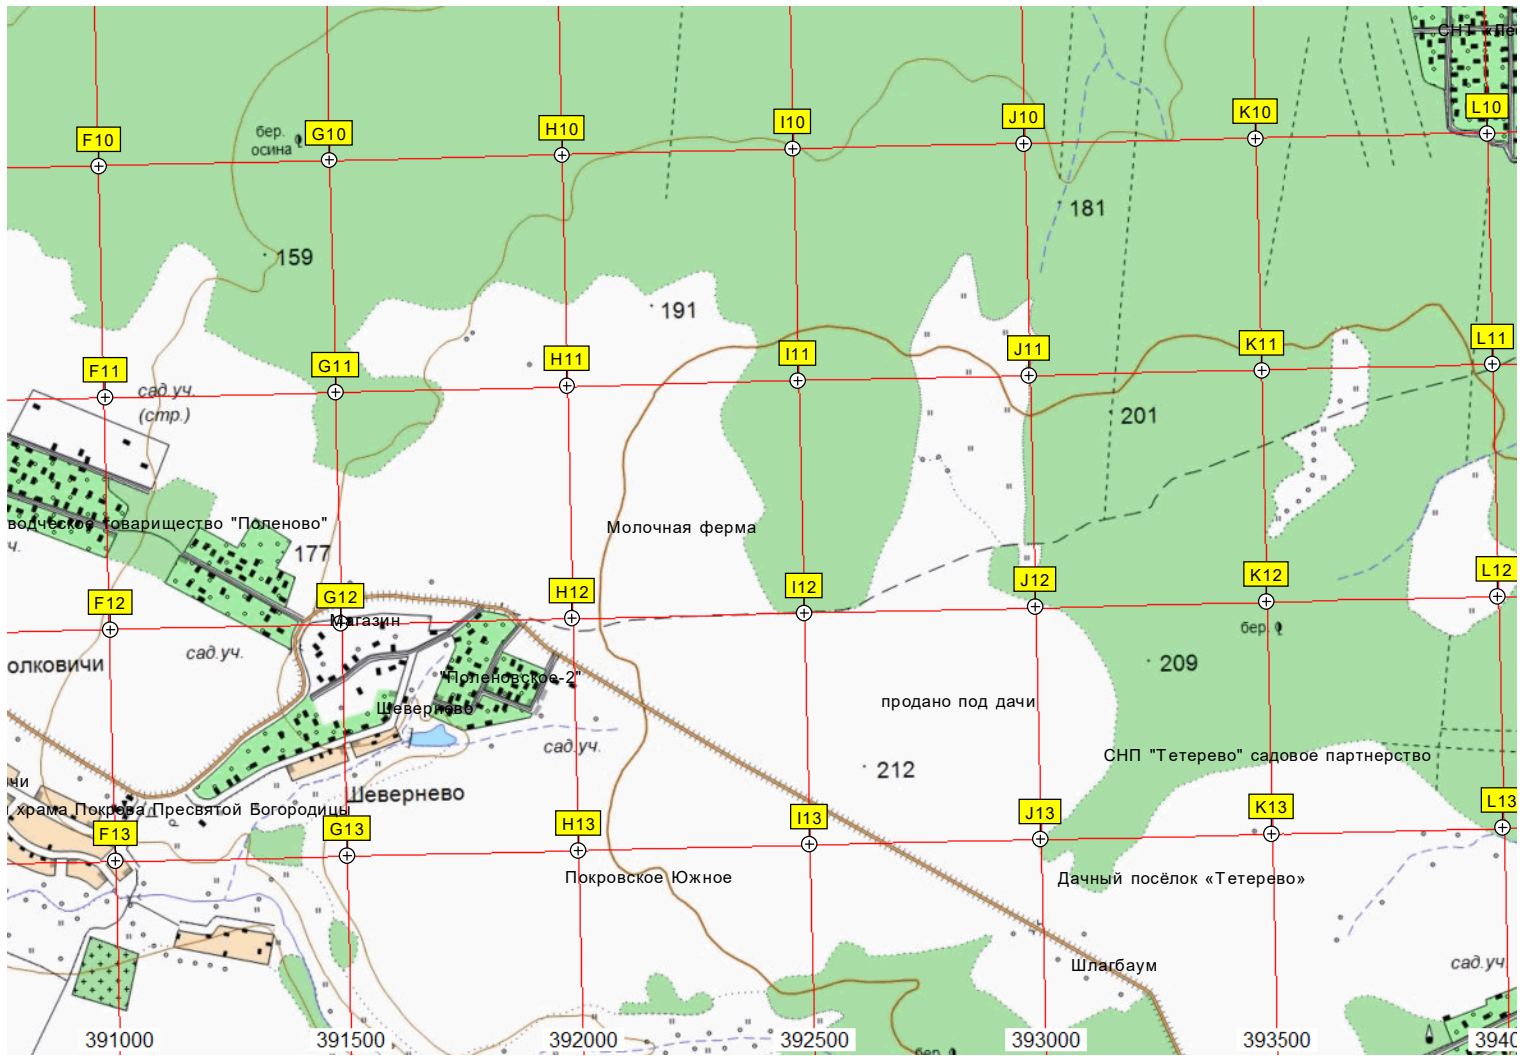 СНТ «Лес
L10
K10
J10
I10
H10
бер.
осина
G10
F10
181
159
191
L11
K11
J11
I11
H11
G11
F11
сад.уч.
(стр.)
201
водческое товарищество "Поленово"
Молочная ферма
ч.
177
L12
K12
J12
I12
H12
G12
F12
Магазин
бер.
сад.уч.
олковичи
209
"Поленовское-2"
продано под дачи
Шеверново
сад.уч.
СНП "Тетерево" садовое партнерство
212
чи
Шевернево
храма Покрова Пресвятой Богородицы
L13
K13
J13
I13
H13
G13
F13
Покровское Южное
Дачный посёлок «Тетерево»
Шлагбаум
сад.уч.
391000
391500
392000
392500
393000
393500
3940
бер.